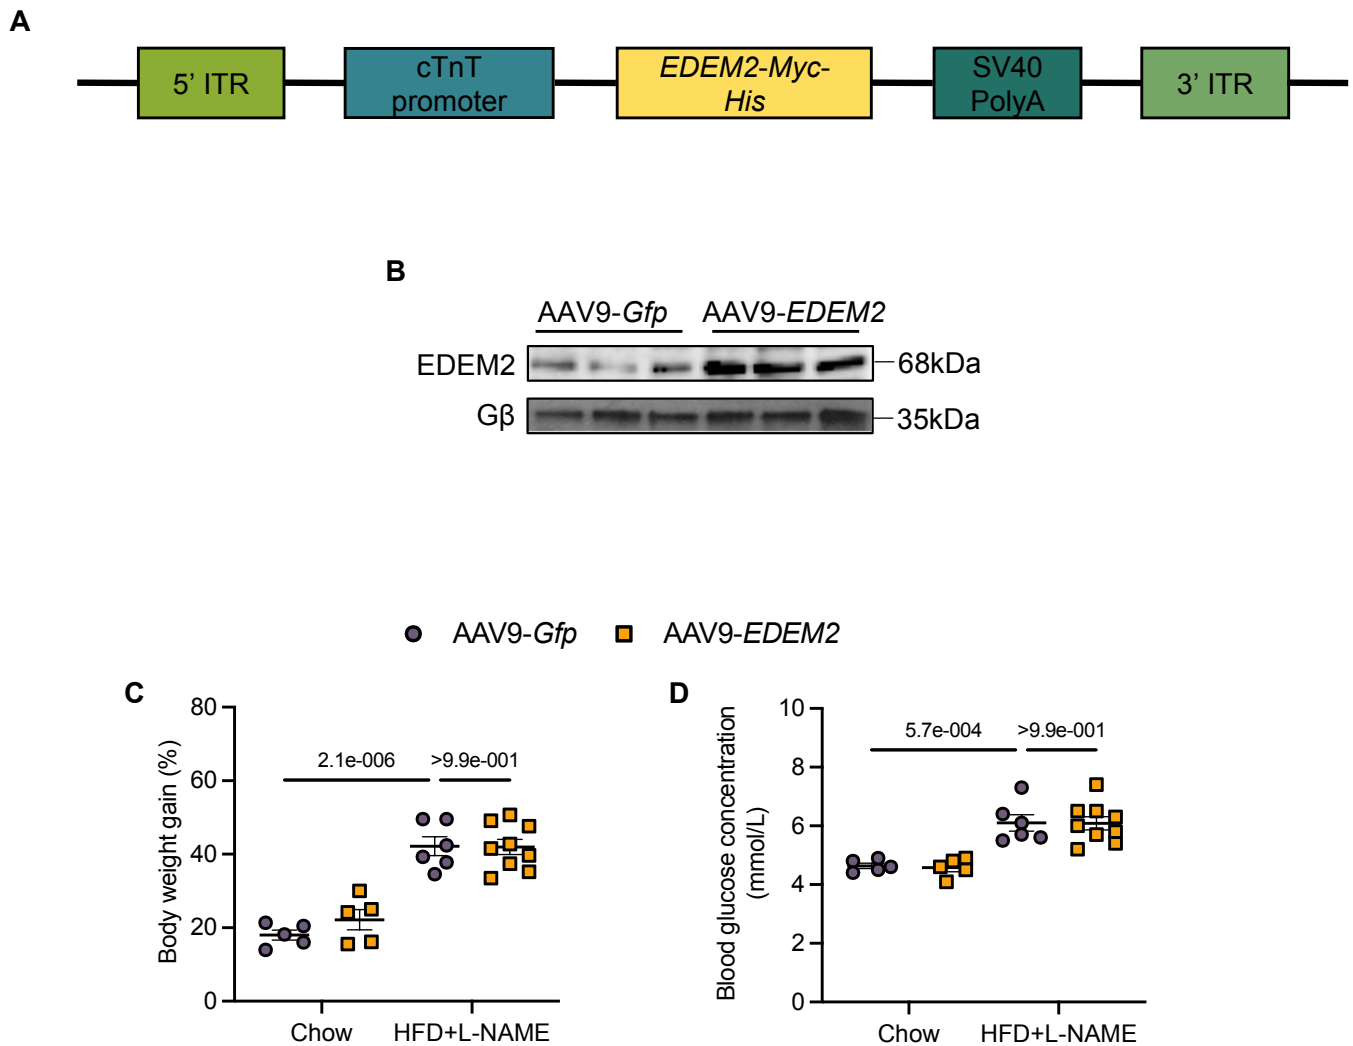 A
5’ ITR
cTnT
promoter
EDEM2-Myc-
His
SV40
PolyA
3’ ITR
B
AAV9-Gfp
AAV9-EDEM2
EDEM2
68kDa
Gβ
35kDa
AAV9-Gfp
AAV9-EDEM2
C
Body weight gain (%)
80
60
40
20
0
2.1e-006
>9.9e-001
Chow
HFD+L-NAME
D
Blood glucose concentration
(mmol/L)
10
8
6
4
2
0
5.7e-004
>9.9e-001
Chow
HFD+L-NAME